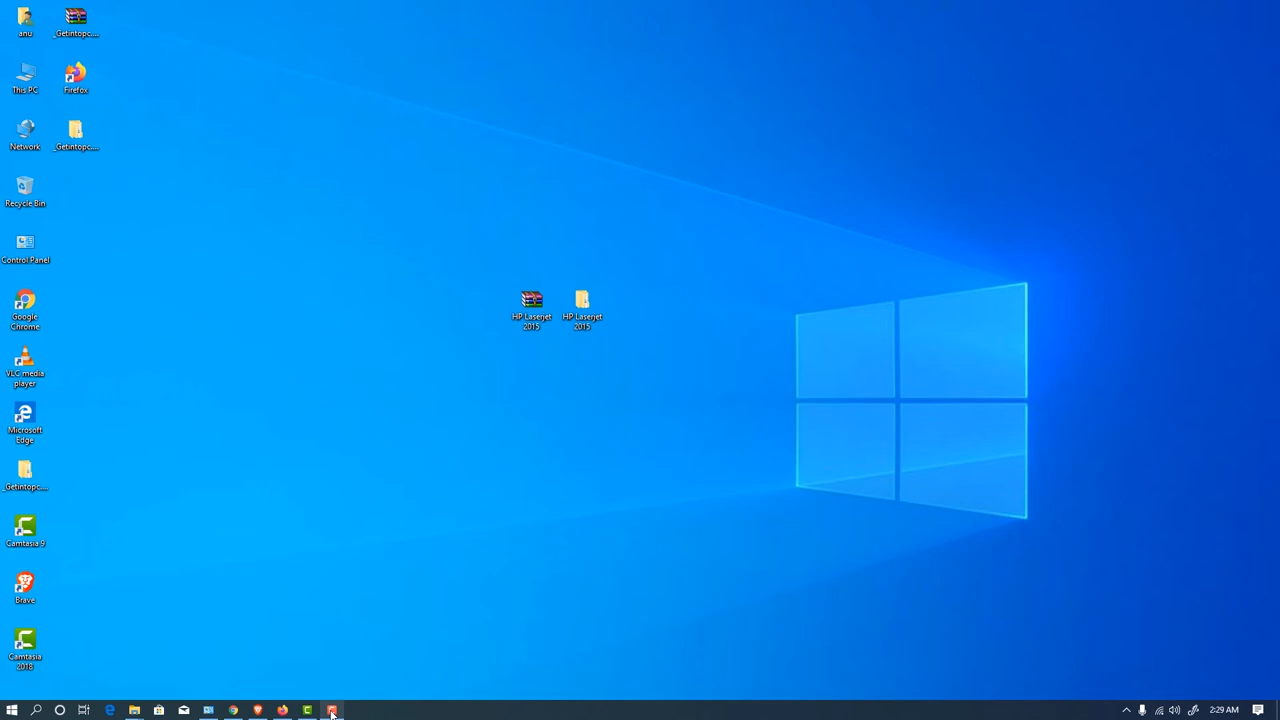 anu
_Getintopc....
This PC
Firefox
Network
_Getintopc....
Recycle Bin
Control Panel
Google
Chrome
HP Laserjet
2015
HP Laserjet
2015
VLC media
player
Microsoft
Edge
_Getintopc....
Camtasia 9
Brave
Camtasia
2018
2:29 AM